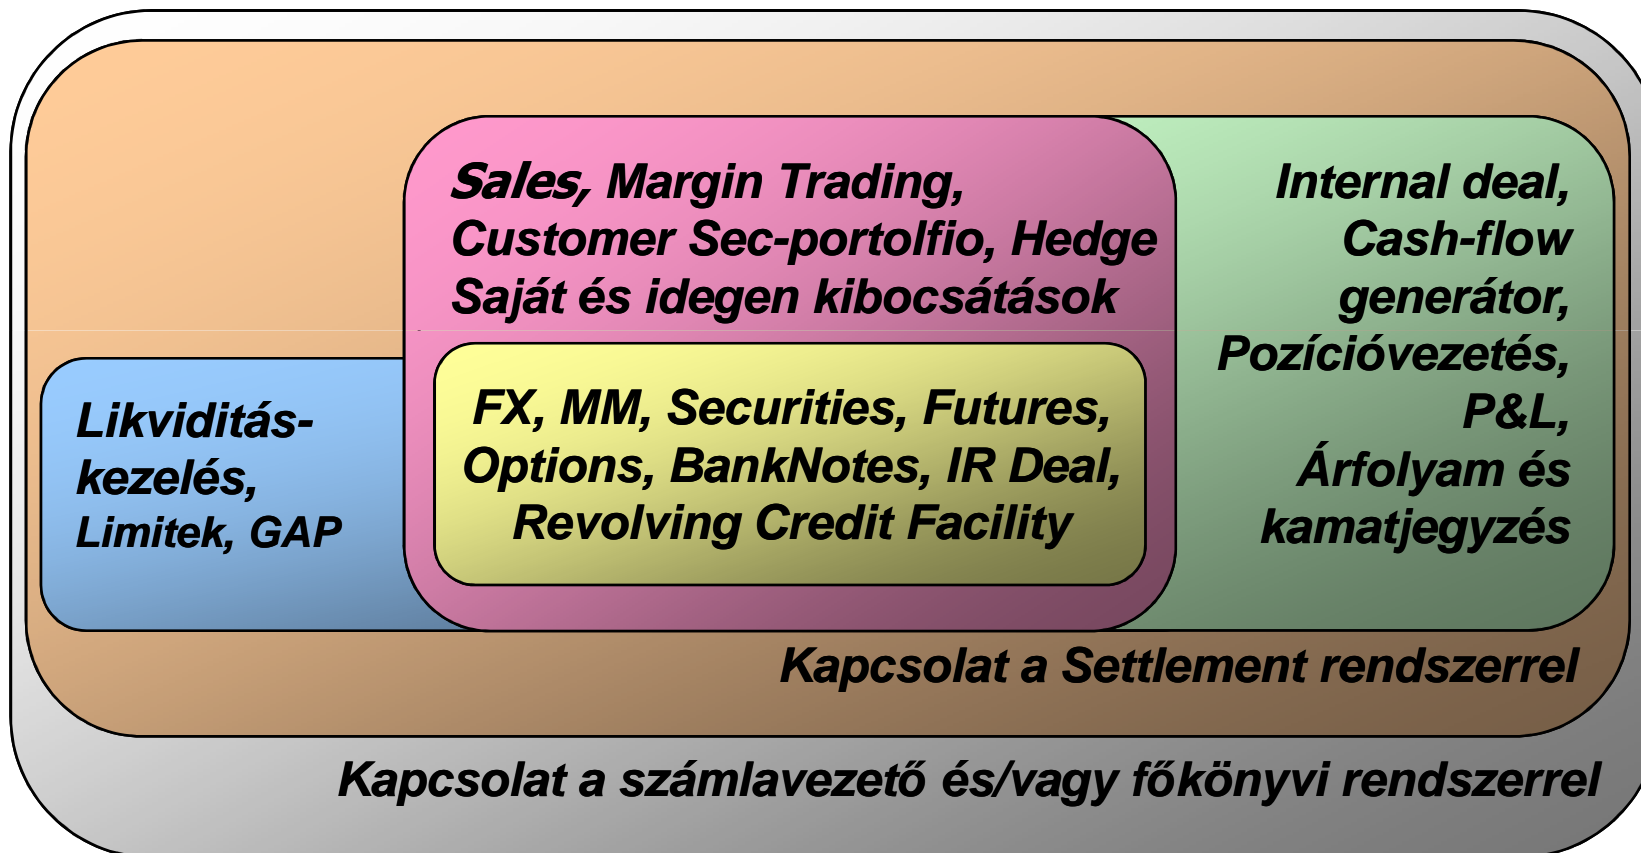 Sales, Margin Trading,
Customer Sec-portolfio, Hedge
Saját és idegen kibocsátások
FX, MM, Securities, Futures,
Options, BankNotes, IR Deal,
Revolving Credit Facility
Likviditás-
kezelés,
Limitek, GAP
Internal deal,
Cash-flow
generátor,
Pozícióvezetés,
P&L,
Árfolyam és
kamatjegyzés
Kapcsolat a Settlement rendszerrel
Kapcsolat a számlavezető és/vagy főkönyvi rendszerrel